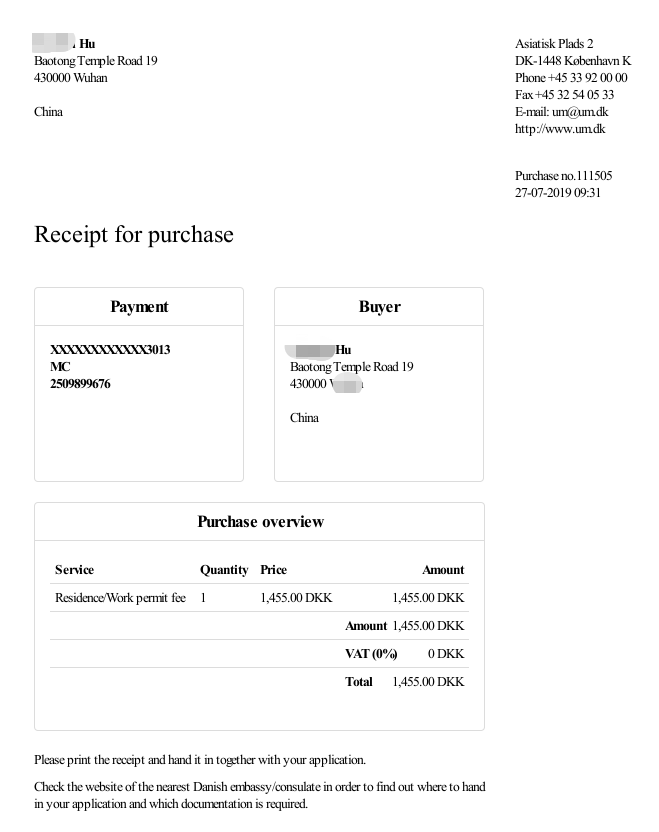 Hu
Baotong Temple Road 19
430000 Wuhan
China
Asiatisk Plads 2
DK-1448 København K
Phone +45 33 92 00 00
Fax +45 32 54 05 33
E-mail: um@um.dk
http://www.um.dk
Purchase no.111505
27-07-2019 09:31
Receipt for purchase
Payment
XXXXXXXXXXXX3013
MC
2509899676
Buyer
Hu
Baotong Temple Road 19
430000
China
Purchase overview
Service Quantity Price Amount
Residence/Work permit fee 1 1,455.00 DKK 1,455.00 DKK
Amount 1,455.00 DKK
VAT (0%) 0 DKK
Total 1,455.00 DKK
Please print the receipt and hand it in together with your application.
Check the website of the nearest Danish embassy/consulate in order to find out where to hand
in your application and which documentation is required.